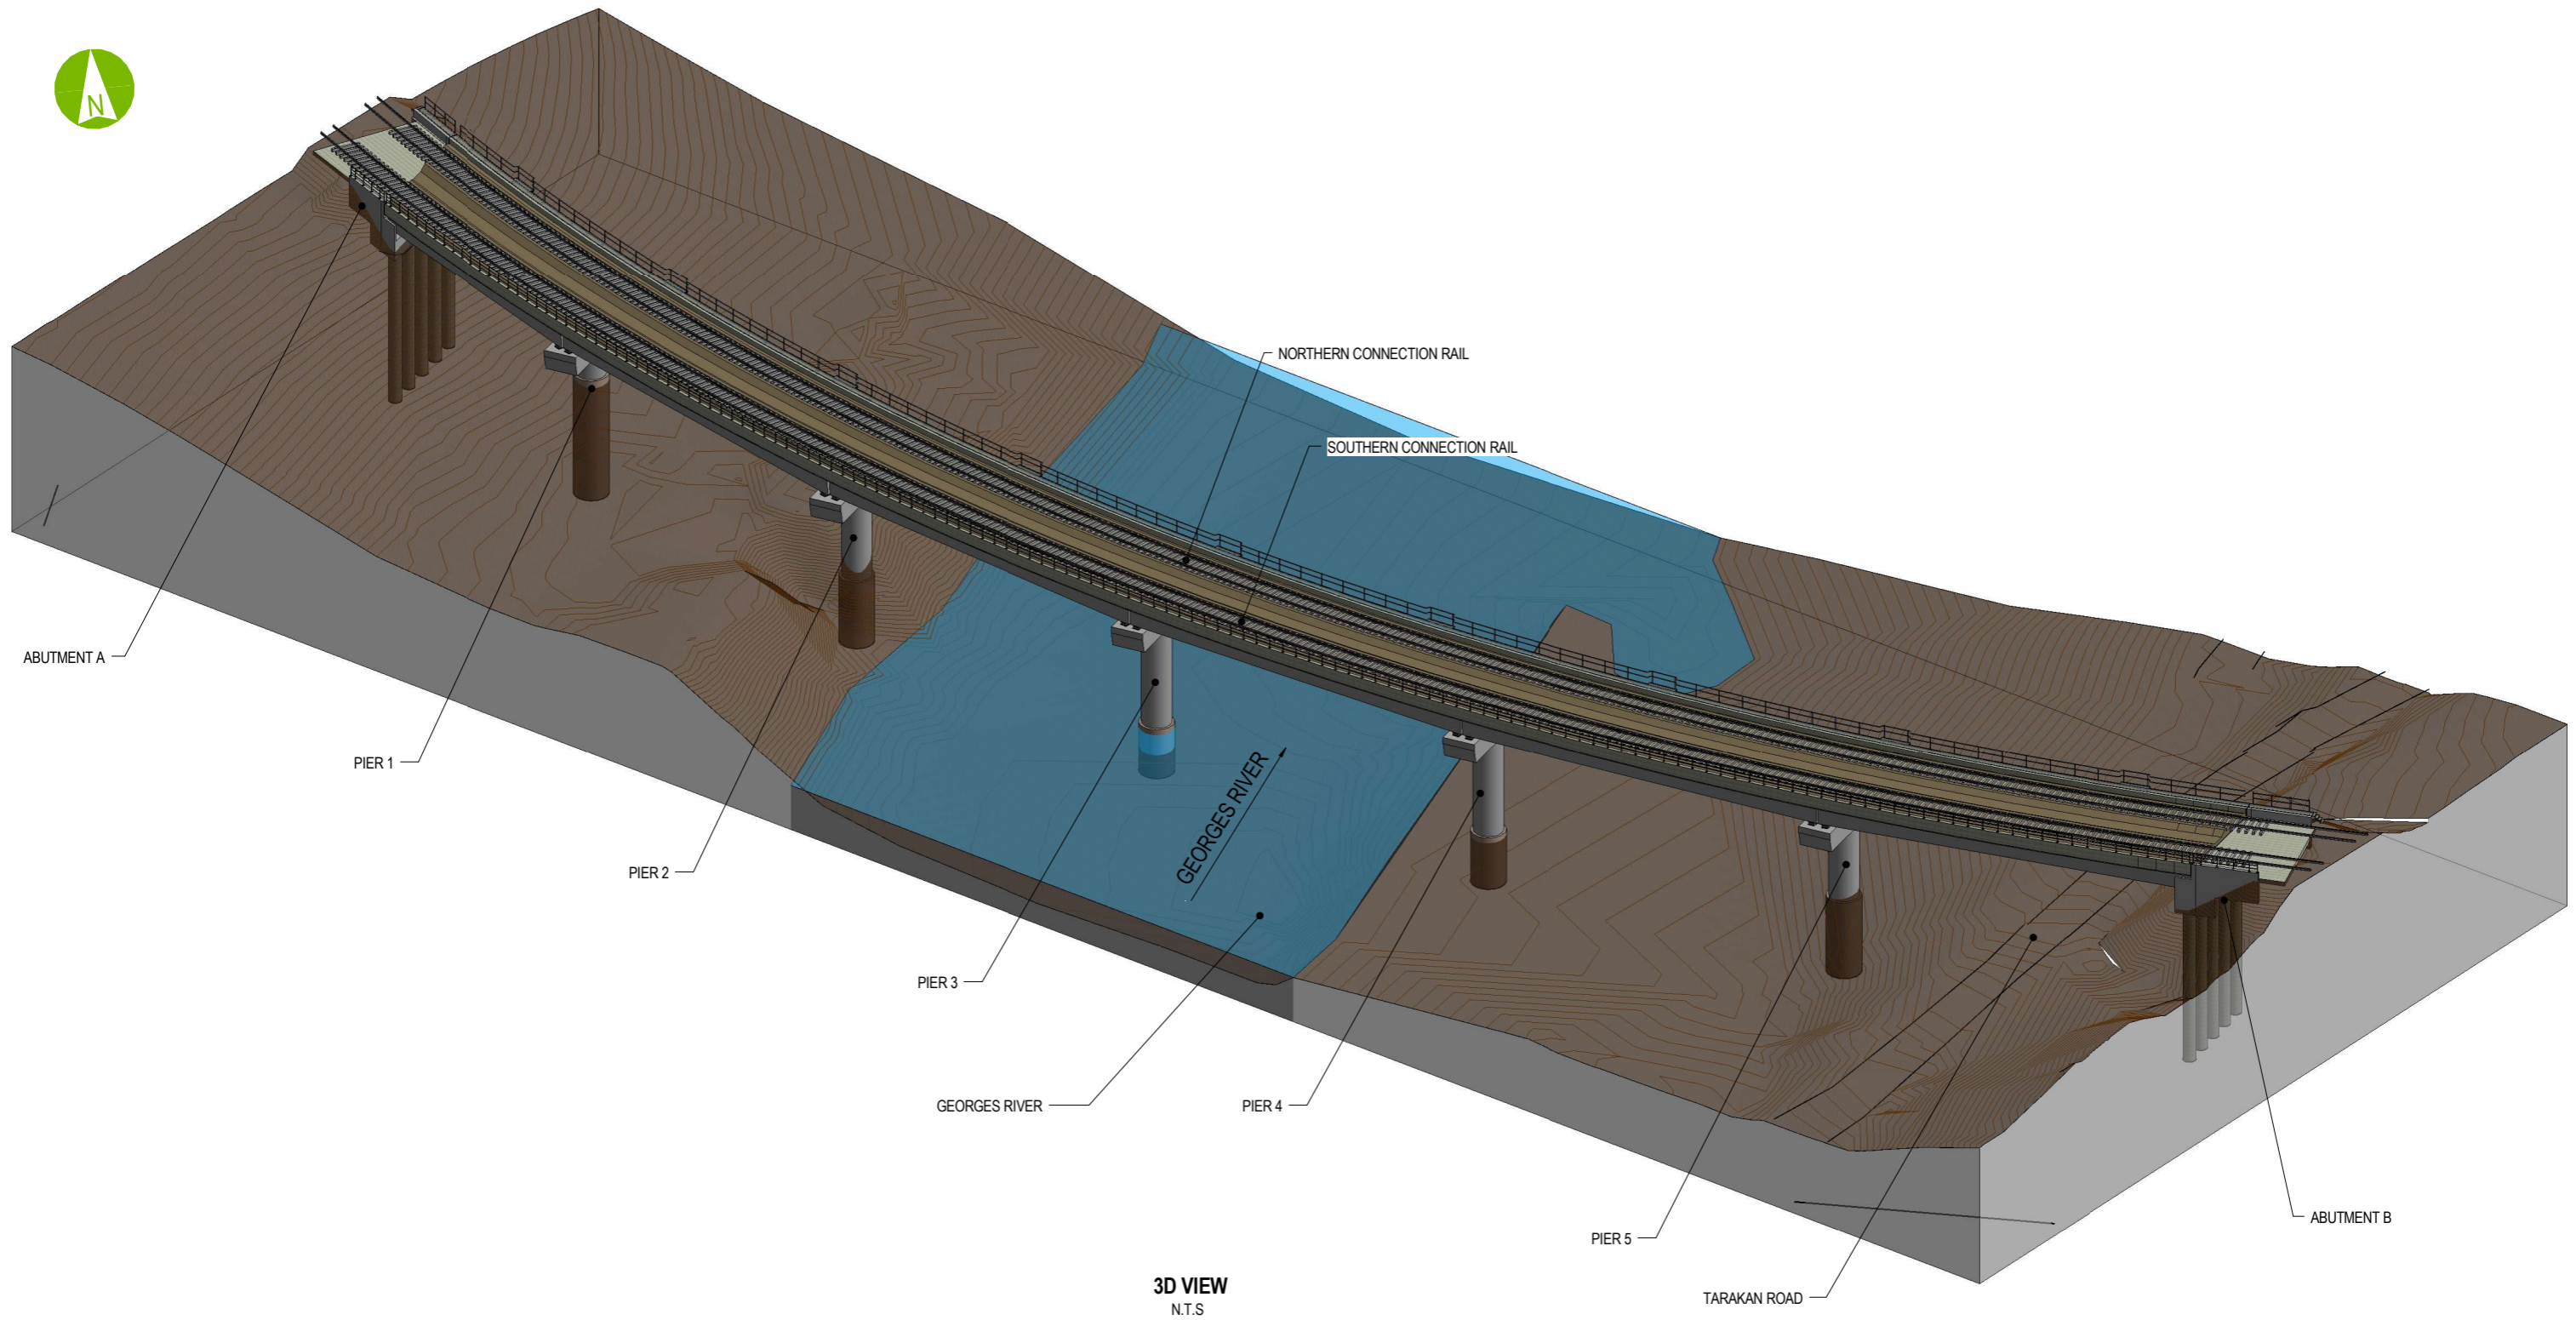 N
NORTHERN CONNECTION RAIL
SOUTHERN CONNECTION RAIL
ABUTMENT A
PIER 1
PIER 2
PIER 3
GEORGES RIVER
GEORGES RIVER
PIER 4
PIER 5
ABUTMENT B
TARAKAN ROAD
3D VIEW
N.T.S